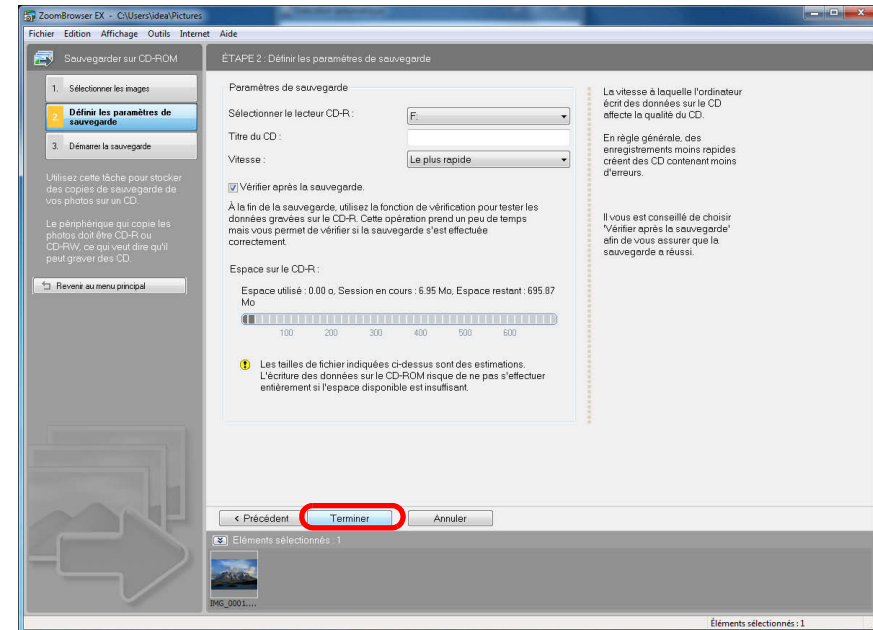 ZoomBrowser EX - C:\Users\idea\Pictures
Fichier Edition Affichage Outils Internet Aide
Sauvegarder sur CD-ROM
1. Sélectionner les images
2. Définir les paramètres de
sauvegarde
3. Démarrer la sauvegarde
Utilisez cette tâche pour stocker
des copies de sauvegarde de
vos photos sur un CD.
Le périphérique qui copie les
photos doit être CD-R ou
CD-RW, ce qui veut dire qu'il
peut graver des CD.
Revenir au menu principal
ÉTAPE 2 : Définir les paramètres de sauvegarde
Paramètres de sauvegarde
Sélectionner le lecteur CD-R :
F:
Titre du CD :
Vitesse :
Le plus rapide
Vérifier après la sauvegarde.
À la fin de la sauvegarde, utilisez la fonction de vérification pour tester les
données gravées sur le CD-R. Cette opération prend un peu de temps
mais vous permet de vérifier si la sauvegarde s'est effectuée
correctement.
Espace sur le CD-R :
Espace utilisé : 0.00 o, Session en cours : 6.95 Mo, Espace restant : 695.87
Mo
100 200 300 400 500 600
Les tailles de fichier indiquées ci-dessus sont des estimations.
L'écriture des données sur le CD-ROM risque de ne pas s'effectuer
entièrement si l'espace disponible est insuffisant.
La vitesse à laquelle l'ordinateur
écrit des données sur le CD
affecte la qualité du CD.
En règle générale, des
enregistrements moins rapides
créent des CD contenant moins
d'erreurs.
Il vous est conseillé de choisir
'Vérifier après la sauvegarde'
afin de vous assurer que la
sauvegarde a réussi.
< Précédent
Terminer
Annuler
Eléments sélectionnés : 1
IMG_0001....
Éléments sélectionnés : 1